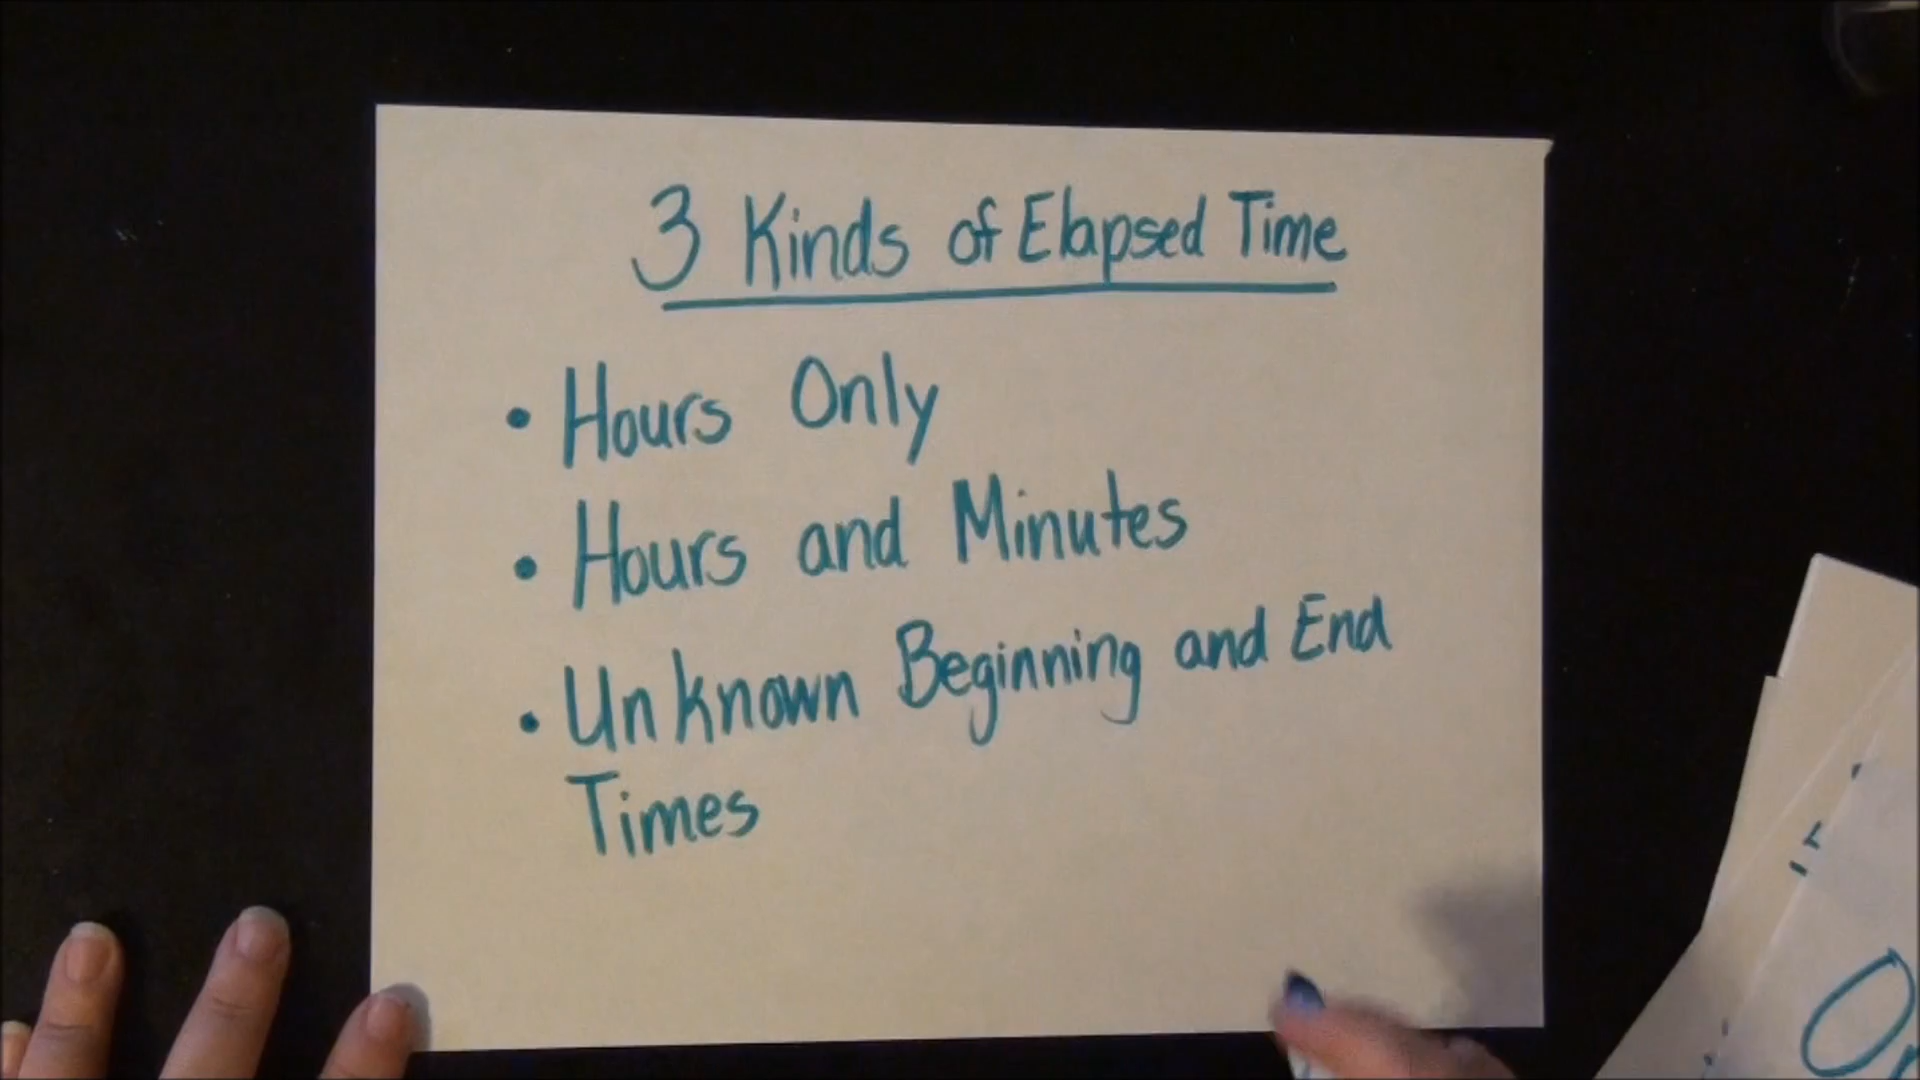 3 Kinds of Elapsed Time
• Hours Only
• Hours and Minutes
• Unknown Beginning and End
Times